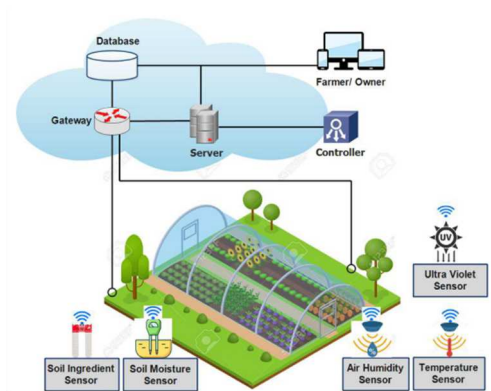 Database
Farmer/ Owner
Gateway
Server
Controller
UV
Ultra Violet
Sensor
Soil Ingredient
Sensor
Soil Moisture
Sensor
Air Humidity
Sensor
Temperature
Sensor